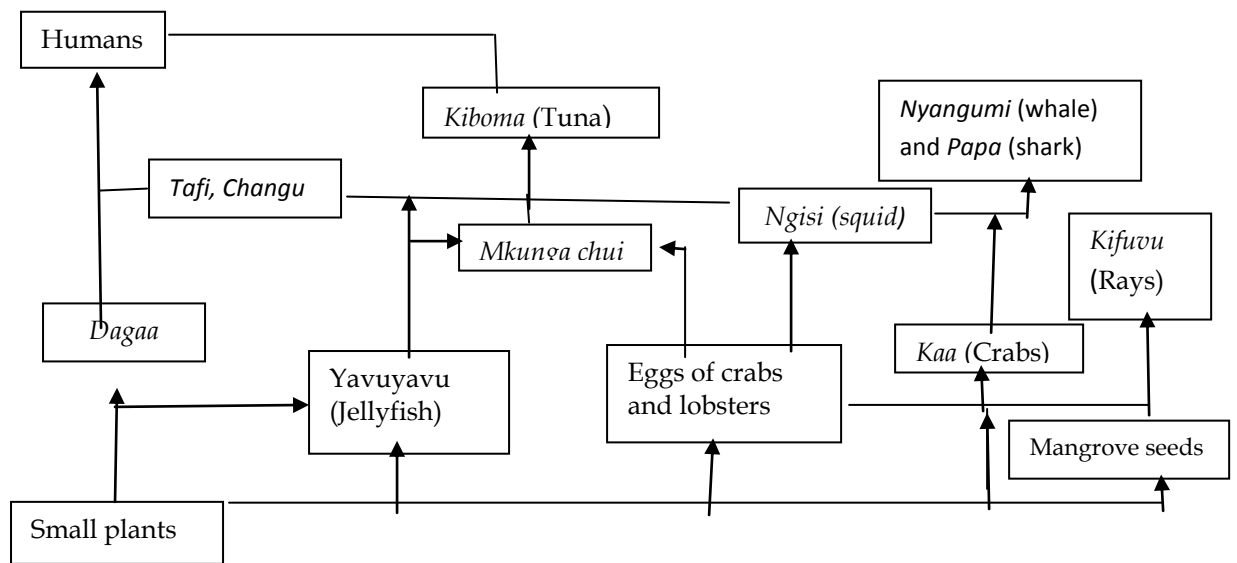 Humans
Kiboma (Tuna)
Nyangumi (whale)
and Papa (shark)
Tafi, Changu
Ngisi (squid)
Mkunga chui
Kifuvu
(Rays)
Dagaa
Kaa (Crabs)
Yavuyavu
(Jellyfish)
Eggs of crabs
and lobsters
Mangrove seeds
Small plants